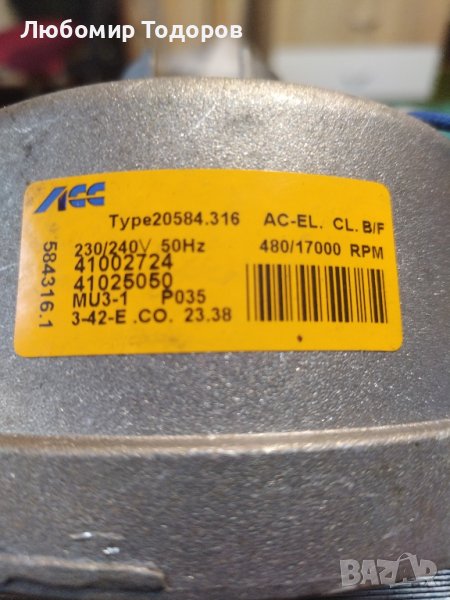 Любомир Тодоров
ACC
Type20584.316 AC-EL. CL. B/F
230/240V 50Hz 480/17000 RPM
41002724
41025050
MU3-1 P035
3-42-E .CO. 23.38
584316.1
BAZAR